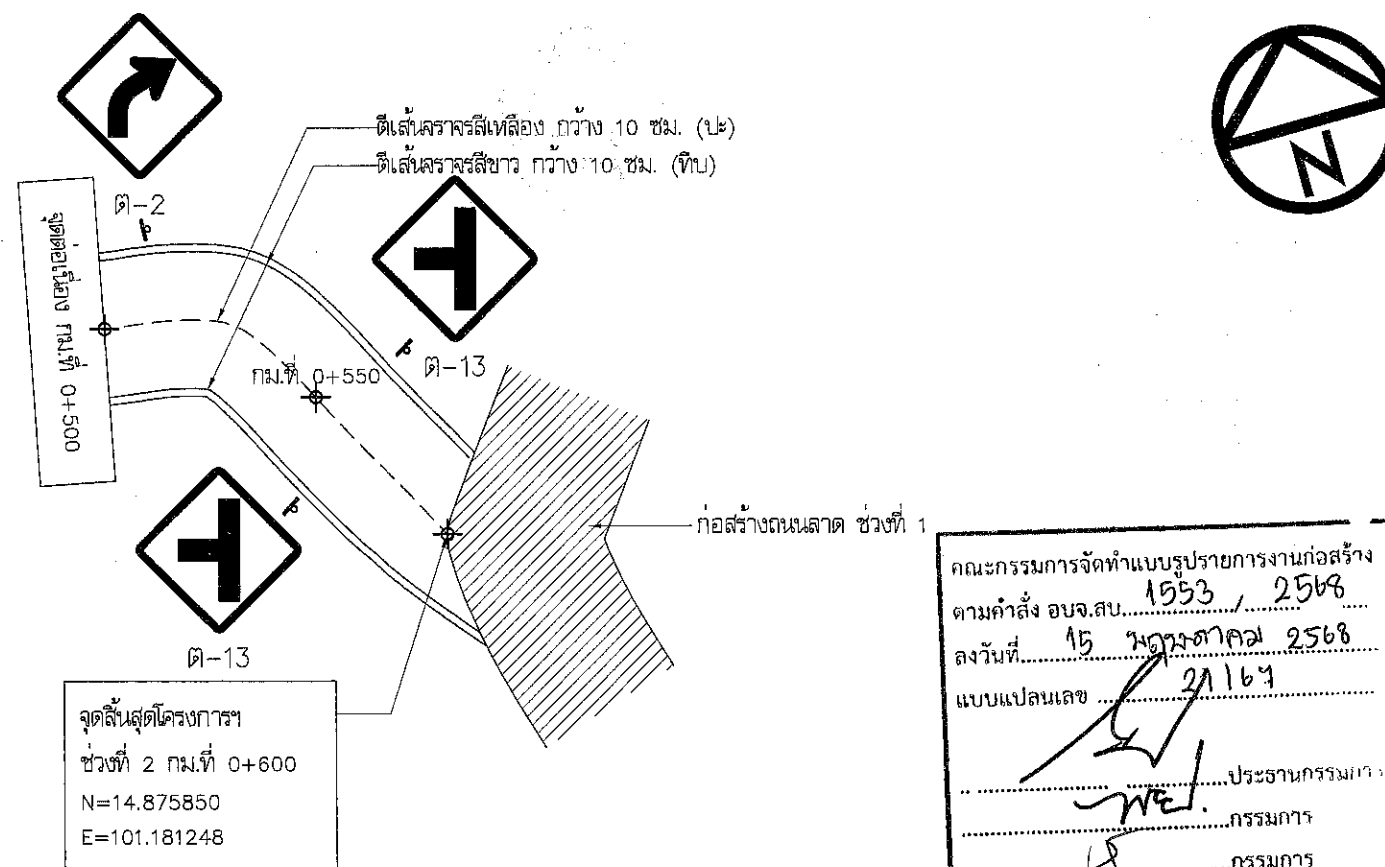 ตีเส้นจราจรสีเหลือง กว้าง 10 ซม. (ปะ)
ตีเส้นจราจรสีขาว กว้าง 10 ซม. (ทึบ)
ต-2
จุดต่อเนื่อง กม.ที่ 0+500
กม.ที่ 0+550
ต-13
ต-13
N
ก่อสร้างถนนลาด ช่วงที่ 1
จุดสิ้นสุดโครงการฯ
ช่วงที่ 2 กม.ที่ 0+600
N=14.875850
E=101.181248
คณะกรรมการจัดทำแบบรูปรายการงานก่อสร้าง
ตามคำสั่ง อบจ.สบ. 1553 / 2568
ลงวันที่ 15 พฤษภาคม 2568
แบบแปลนเลข
ประธานกรรมการ
กรรมการ
กรรมการ